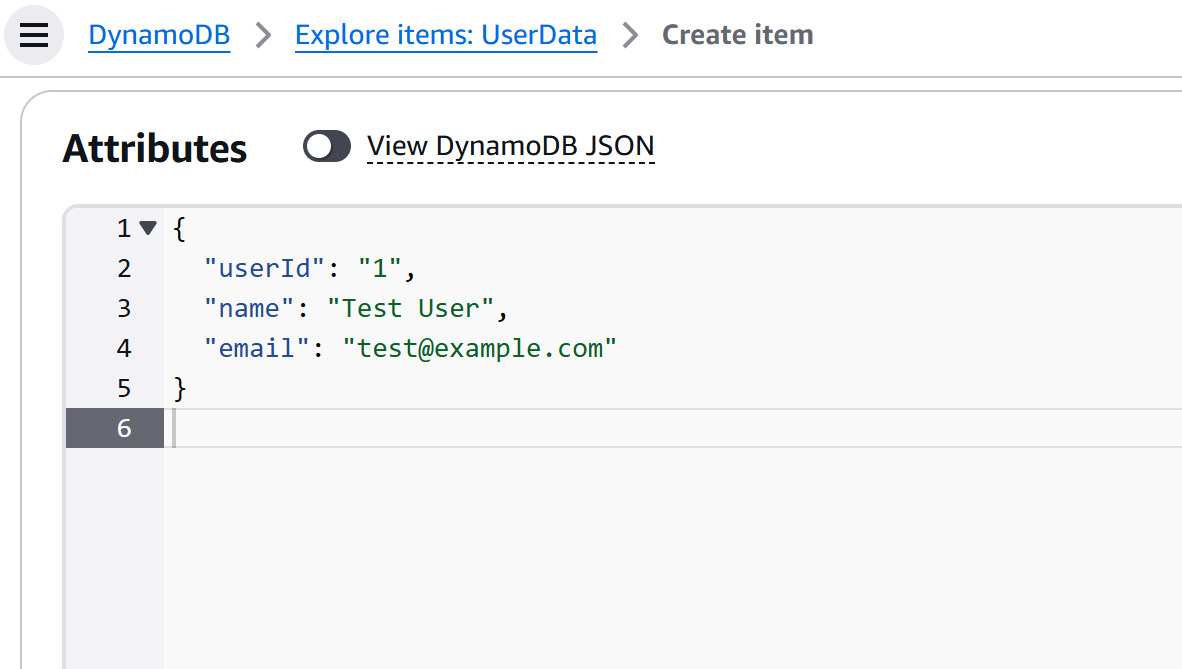 DynamoDB > Explore items: UserData > Create item
Attributes View DynamoDB JSON
1 {
2 "userId": "1",
3 "name": "Test User",
4 "email": "test@example.com"
5 }
6